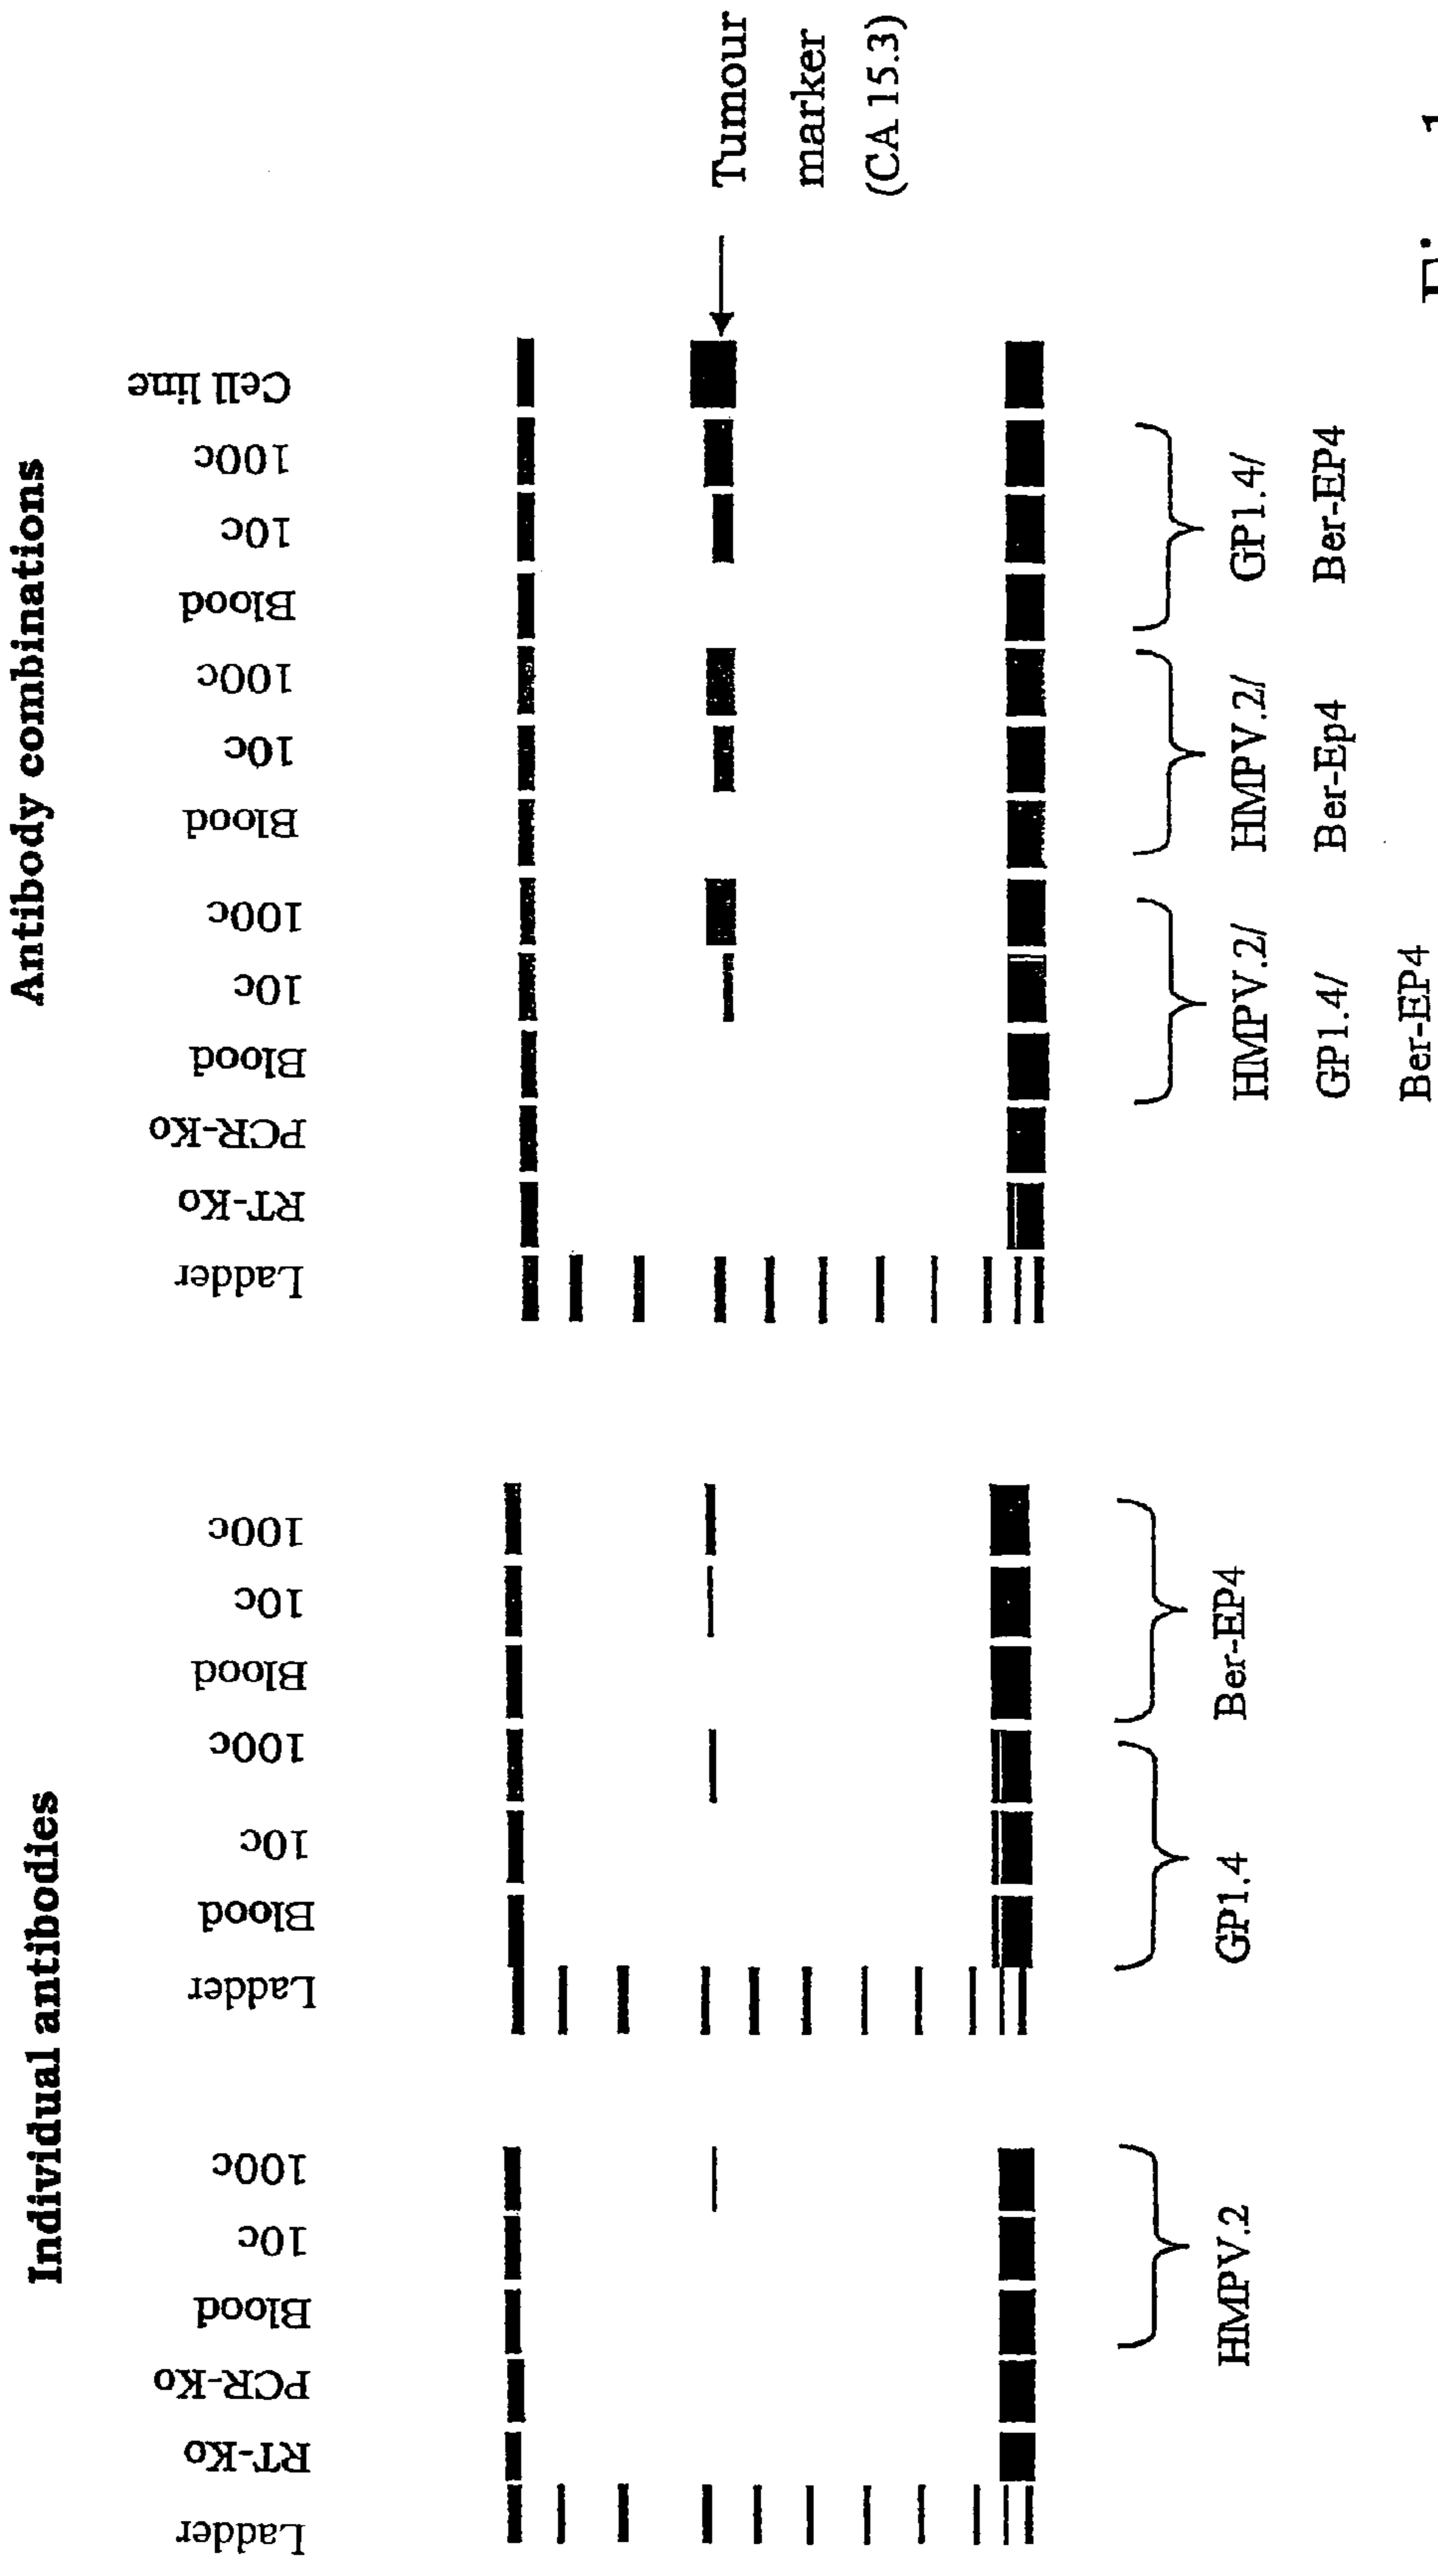 Individual antibodies
Antibody combinations
Ladder
RT-Ko
PCR-Ko
Blood
10c
100c
Ladder
Blood
10c
100c
Blood
10c
100c
Ladder
RT-Ko
PCR-Ko
Blood
10c
100c
Blood
10c
100c
Blood
10c
100c
Cell line
Tumour
marker
(CA 15.3)
HMPV.2
GP1.4
Ber-EP4
HMPV.2/
GP1.4/
Ber-EP4
HMPV.2/
Ber-Ep4
GP1.4/
Ber-EP4